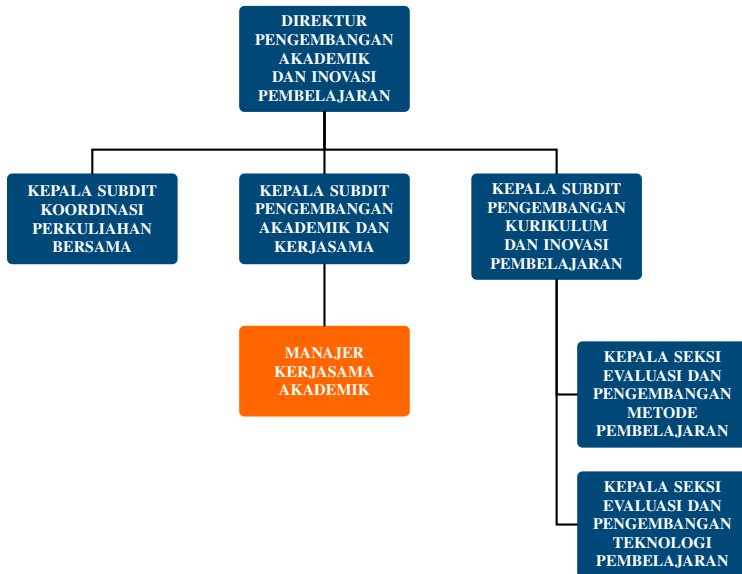 DIREKTUR
PENGEMBANGAN
AKADEMIK
DAN INOVASI
PEMBELAJARAN
KEPALA SUBDIT
KOORDINASI
PERKULIAHAN
BERSAMA
KEPALA SUBDIT
PENGEMBANGAN
AKADEMIK DAN
KERJASAMA
KEPALA SUBDIT
PENGEMBANGAN
KURIKULUM
DAN INOVASI
PEMBELAJARAN
MANAJER
KERJASAMA
AKADEMIK
KEPALA SEKSI
EVALUASI DAN
PENGEMBANGAN
METODE
PEMBELAJARAN
KEPALA SEKSI
EVALUASI DAN
PENGEMBANGAN
TEKNOLOGI
PEMBELAJARAN